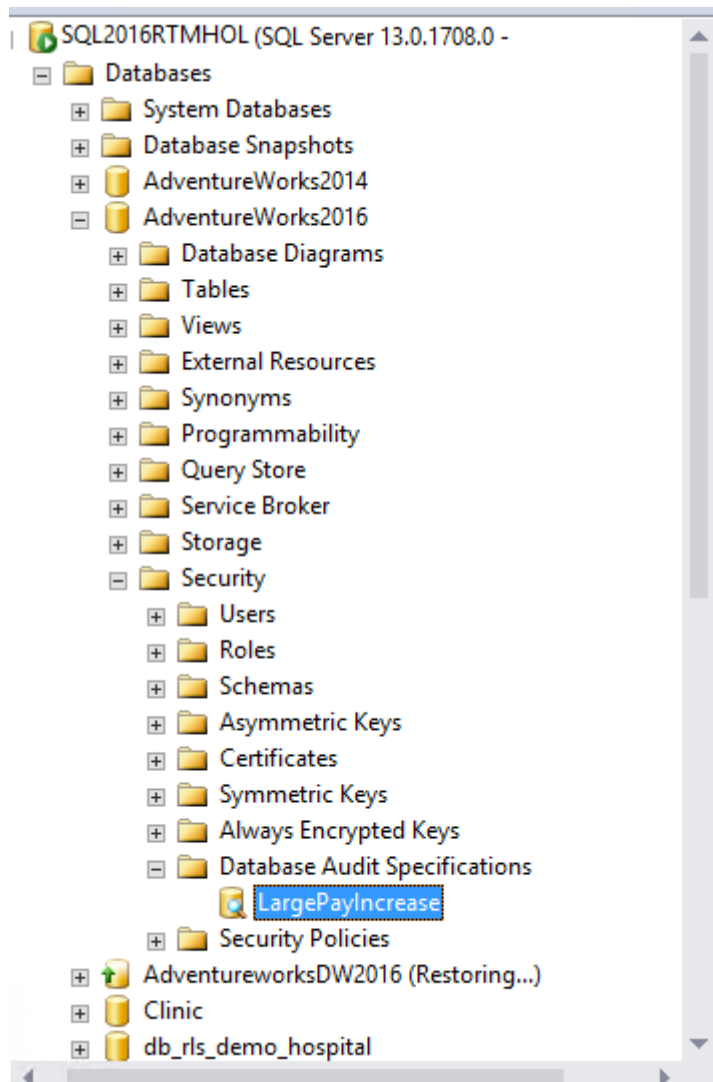 SQL2016RTMHOL (SQL Server 13.0.1708.0 -
Databases
System Databases
Database Snapshots
AdventureWorks2014
AdventureWorks2016
Database Diagrams
Tables
Views
External Resources
Synonyms
Programmability
Query Store
Service Broker
Storage
Security
Users
Roles
Schemas
Asymmetric Keys
Certificates
Symmetric Keys
Always Encrypted Keys
Database Audit Specifications
LargePayIncrease
Security Policies
AdventureworksDW2016 (Restoring...)
Clinic
db_rls_demo_hospital